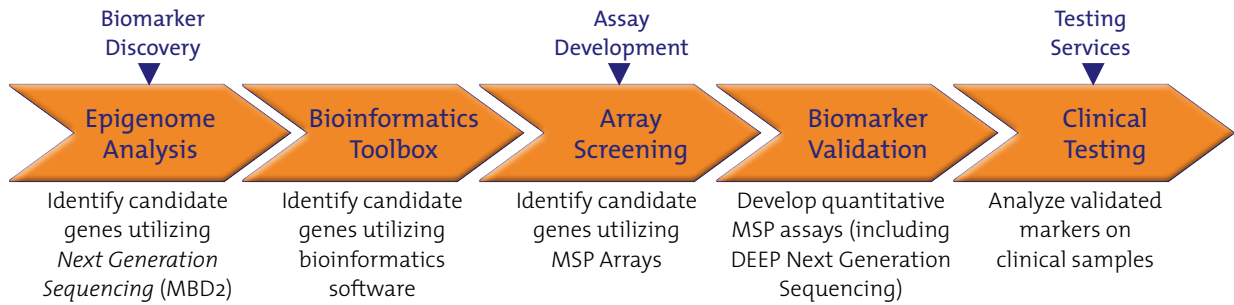 Biomarker
Discovery
Assay
Development
Testing
Services
Epigenome
Analysis
Bioinformatics
Toolbox
Array
Screening
Biomarker
Validation
Clinical
Testing
Identify candidate
genes utilizing
Next Generation
Sequencing (MBD2)
Identify candidate
genes utilizing
bioinformatics
software
Identify candidate
genes utilizing
MSP Arrays
Develop quantitative
MSP assays (including
DEEP Next Generation
Sequencing)
Analyze validated
markers on
clinical samples